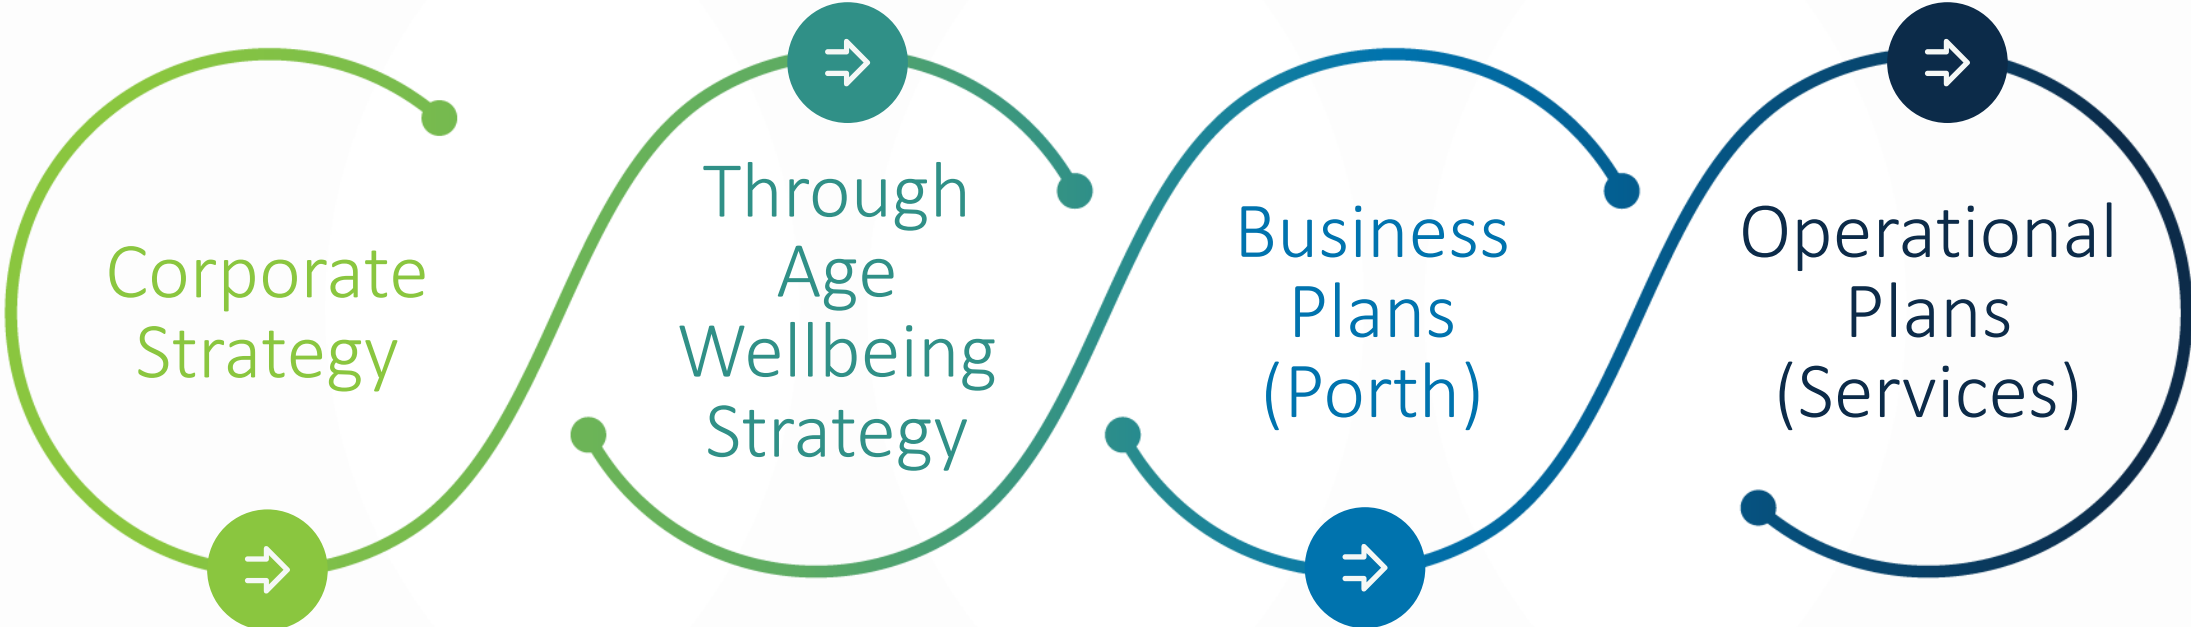 Corporate
Strategy
Through
Age
Wellbeing
Strategy
Business
Plans
(Porth)
Operational
Plans
(Services)